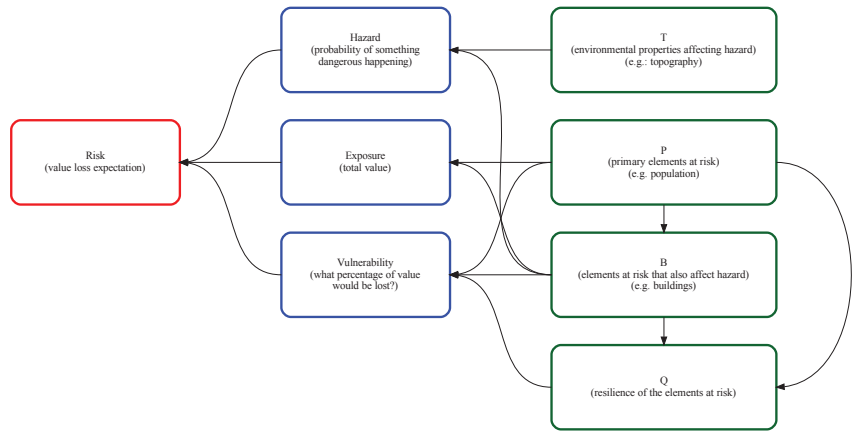 Hazard
(probability of something
dangerous happening)
T
(environmental properties affecting hazard)
(e.g.: topography)
Risk
(value loss expectation)
Exposure
(total value)
P
(primary elements at risk)
(e.g. population)
Vulnerability
(what percentage of value
would be lost?)
B
(elements at risk that also affect hazard)
(e.g. buildings)
Q
(resilience of the elements at risk)